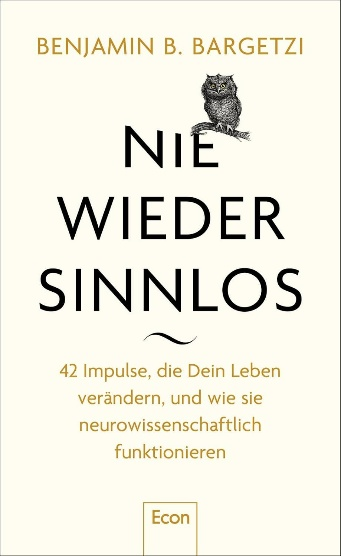 BENJAMIN B. BARGETZI
NIE
WIEDER
SINNLOS
42 Impulse, die Dein Leben
verändern, und wie sie
neurowissenschaftlich
funktionieren
Econ